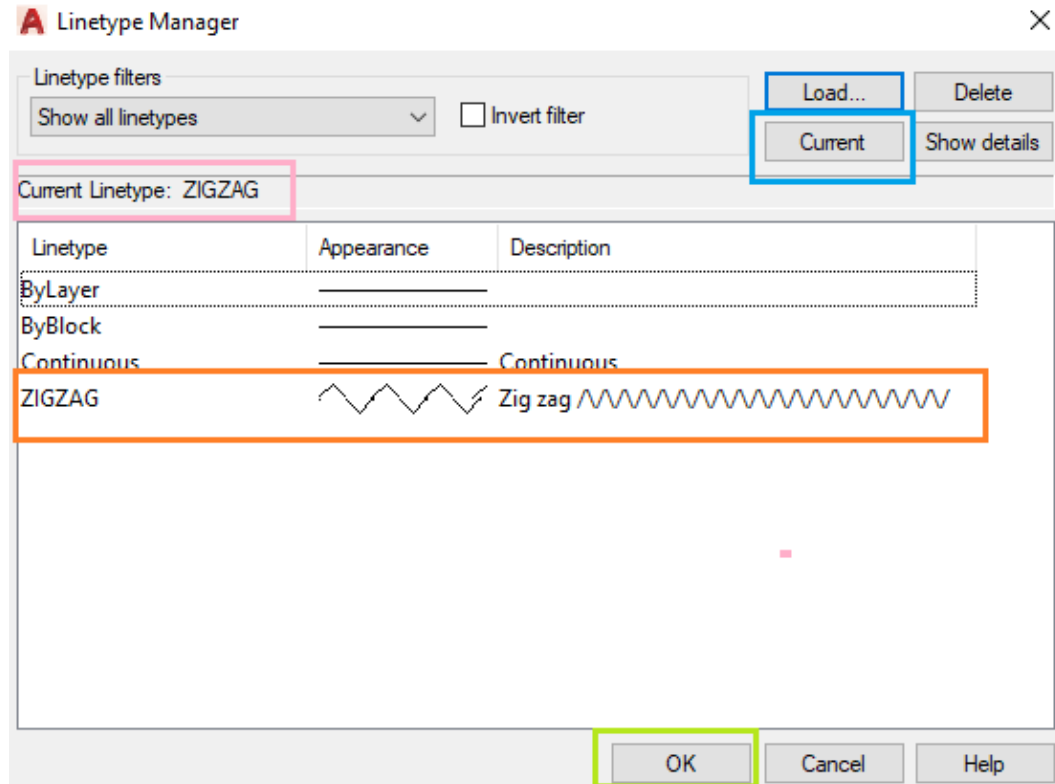 Linetype Manager
Linetype filters
Show all linetypes
Invert filter
Load...
Delete
Current
Show details
Current Linetype: ZIGZAG
Linetype Appearance Description
ByLayer
ByBlock
Continuous Continuous
ZIGZAG Zig zag /\/\/\/\/\/\/\/\/\/\/\/\/\/\/\/\/\/\/\/
OK Cancel Help